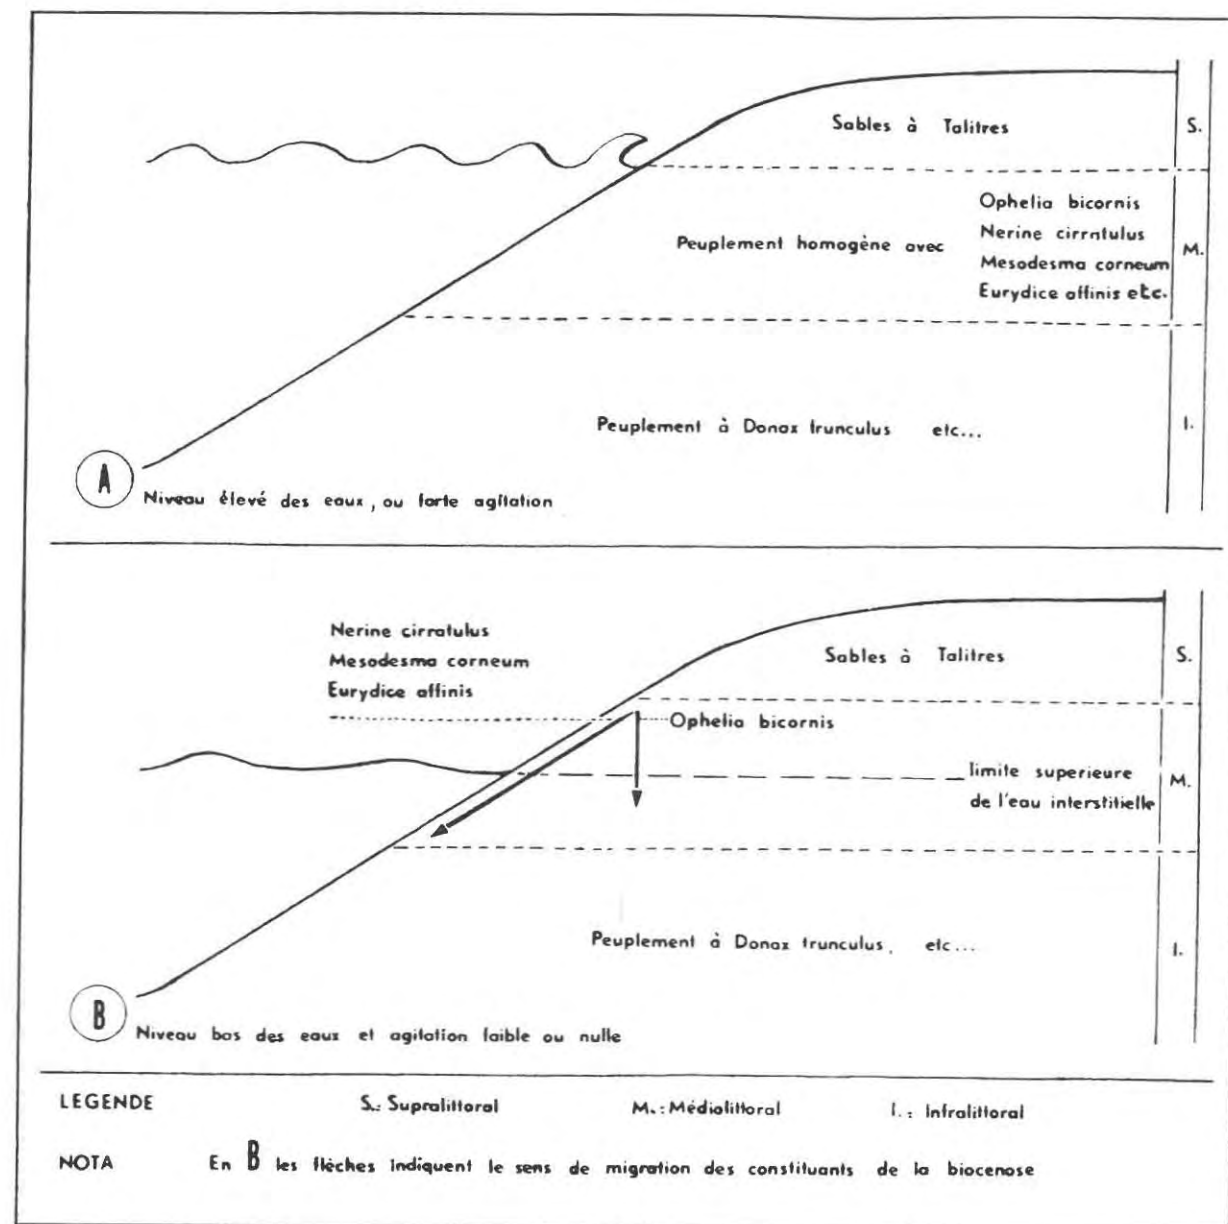 Sables à Talitres
S.
Ophelia bicornis
Nerine cirratulus
Peuplement homogène avec
Mesodesma corneum
M.
Eurydice affinis etc.
Peuplement à Donax trunculus etc...
I.
A
Niveau élevé des eaux, ou forte agitation
Nerine cirratulus
Mesodesma corneum
Eurydice affinis
Sables à Talitres
S.
Ophelia bicornis
limite superieure
de l'eau interstitielle
M.
Peuplement à Donax trunculus, etc...
I.
B
Niveau bas des eaux et agitation faible ou nulle
LEGENDE S.: Supralittoral M.: Médiolittoral I.: Infralittoral
NOTA En B les flèches indiquent le sens de migration des constituants de la biocenose